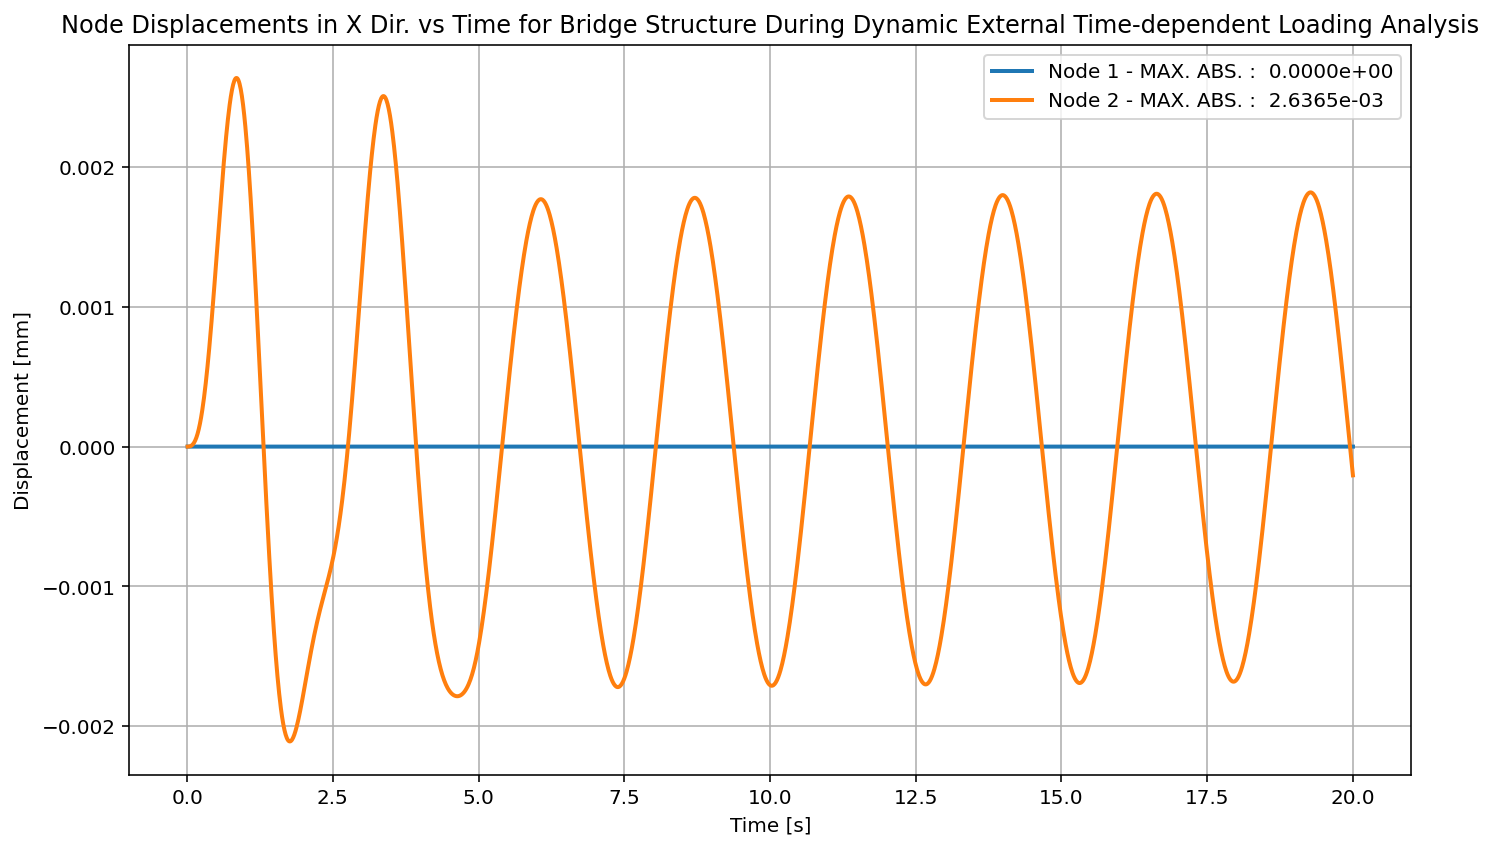 Node Displacements in X Dir. vs Time for Bridge Structure During Dynamic External Time-dependent Loading Analysis
Node 1 - MAX. ABS. :  0.0000e+00
Node 2 - MAX. ABS. :  2.6365e-03
Displacement [mm]
0.002
0.001
0.000
−0.001
−0.002
0.0 2.5 5.0 7.5 10.0 12.5 15.0 17.5 20.0
Time [s]